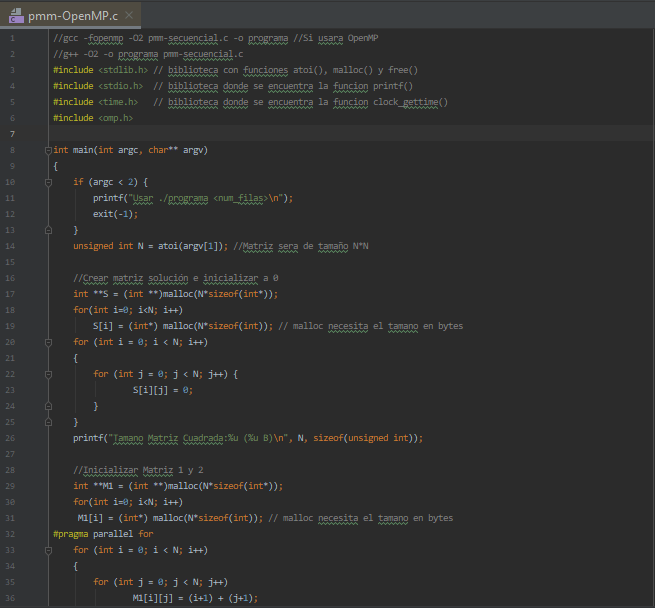 pmm-OpenMP.c
1 //gcc -fopenmp -O2 pmm-secuencial.c -o programa //Si usara OpenMP
2 //g++ -O2 -o programa pmm-secuencial.c
3 #include <stdlib.h> // biblioteca con funciones atoi(), malloc() y free()
4 #include <stdio.h> // biblioteca donde se encuentra la funcion printf()
5 #include <time.h> // biblioteca donde se encuentra la funcion clock_gettime()
6 #include <omp.h>
7
8 int main(int argc, char** argv)
9 {
10 if (argc < 2) {
11 printf("Usar ./programa <num_filas>\n");
12 exit(-1);
13 }
14 unsigned int N = atoi(argv[1]); //Matriz sera de tamaño N*N
15
16 //Crear matriz solución e inicializar a 0
17 int **S = (int **)malloc(N*sizeof(int*));
18 for(int i=0; i<N; i++)
19 S[i] = (int*) malloc(N*sizeof(int)); // malloc necesita el tamano en bytes
20 for (int i = 0; i < N; i++)
21 {
22 for (int j = 0; j < N; j++) {
23 S[i][j] = 0;
24 }
25 }
26 printf("Tamano Matriz Cuadrada:%u (%u B)\n", N, sizeof(unsigned int));
27
28 //Inicializar Matriz 1 y 2
29 int **M1 = (int **)malloc(N*sizeof(int*));
30 for(int i=0; i<N; i++)
31 M1[i] = (int*) malloc(N*sizeof(int)); // malloc necesita el tamano en bytes
32 #pragma parallel for
33 for (int i = 0; i < N; i++)
34 {
35 for (int j = 0; j < N; j++)
36 M1[i][j] = (i+1) + (j+1);